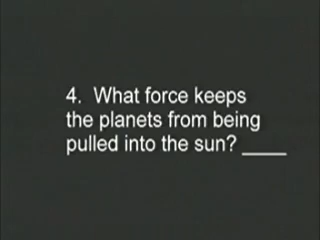 4.  What force keeps
the planets from being
pulled into the sun? ____